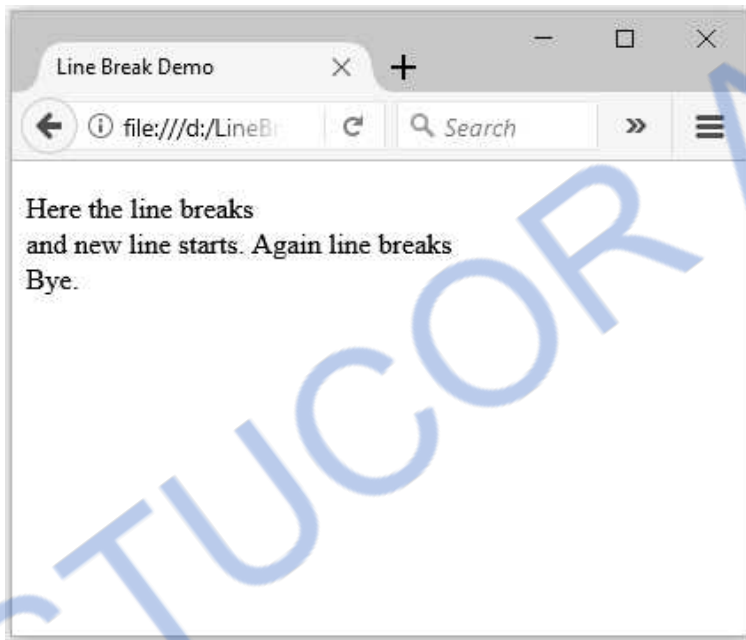 Line Break Demo
file:///d:/LineBr
Search
Here the line breaks
and new line starts. Again line breaks
Bye.
STUCOR A